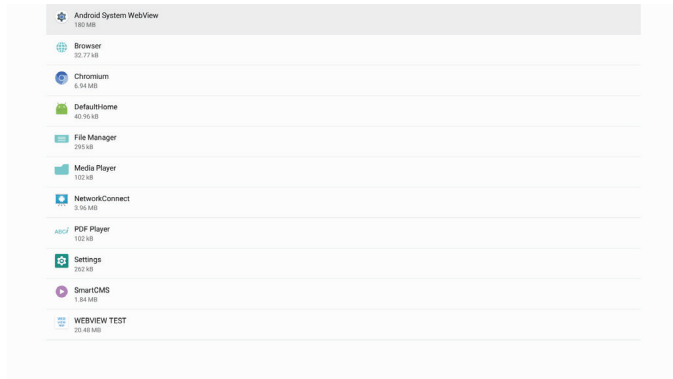 Android System WebView
180 MB
Browser
32.77 kB
Chromium
6.94 MB
DefaultHome
40.96 kB
File Manager
295 kB
Media Player
102 kB
NetworkConnect
3.96 MB
PDF Player
102 kB
Settings
262 kB
SmartCMS
1.84 MB
WEBVIEW TEST
20.48 MB